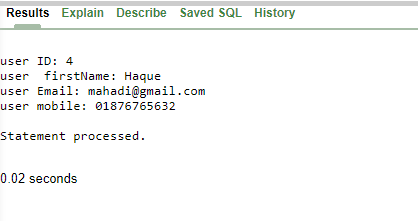 Results Explain Describe Saved SQL History
user ID: 4
user  firstName: Haque
user Email: mahadi@gmail.com
user mobile: 01876765632
Statement processed.
0.02 seconds